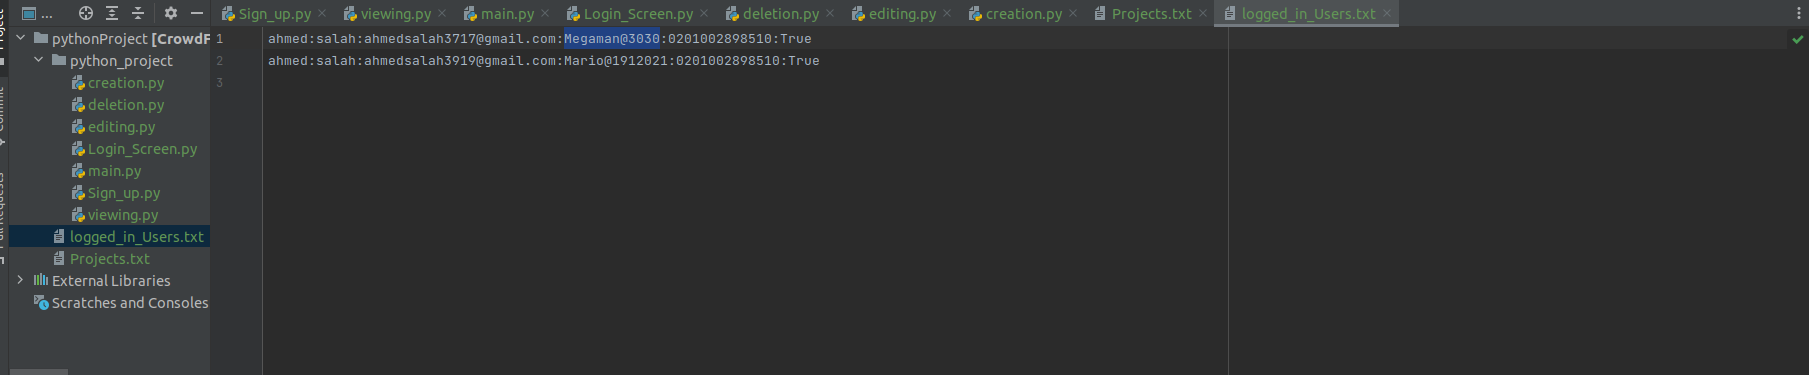 ...
Sign_up.py
viewing.py
main.py
Login_Screen.py
deletion.py
editing.py
creation.py
Projects.txt
logged_in_Users.txt
pythonProject [CrowdF
python_project
creation.py
deletion.py
editing.py
Login_Screen.py
main.py
Sign_up.py
viewing.py
logged_in_Users.txt
Projects.txt
External Libraries
Scratches and Consoles
1 ahmed:salah:ahmedsalah3717@gmail.com:Megaman@3030:0201002898510:True
2 ahmed:salah:ahmedsalah3919@gmail.com:Mario@1912021:0201002898510:True
3
Commit
Pull Requests